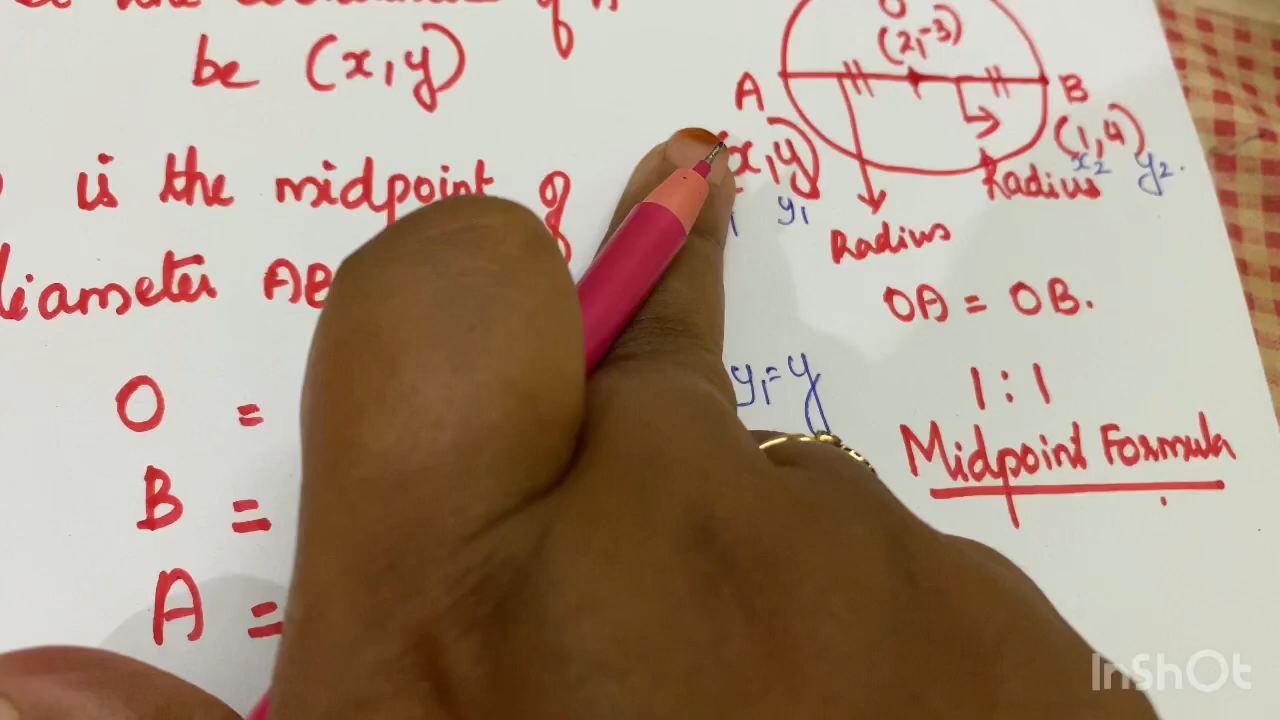 be (x,y)
is the midpoint of
diameter AB
O =
B =
A =
O
(2,-3)
A
B
(x,y)
y1
(1,4)
x2 y2.
Radius
Radius
OA = OB.
y1=y
1:1
Midpoint Formula
InShOt